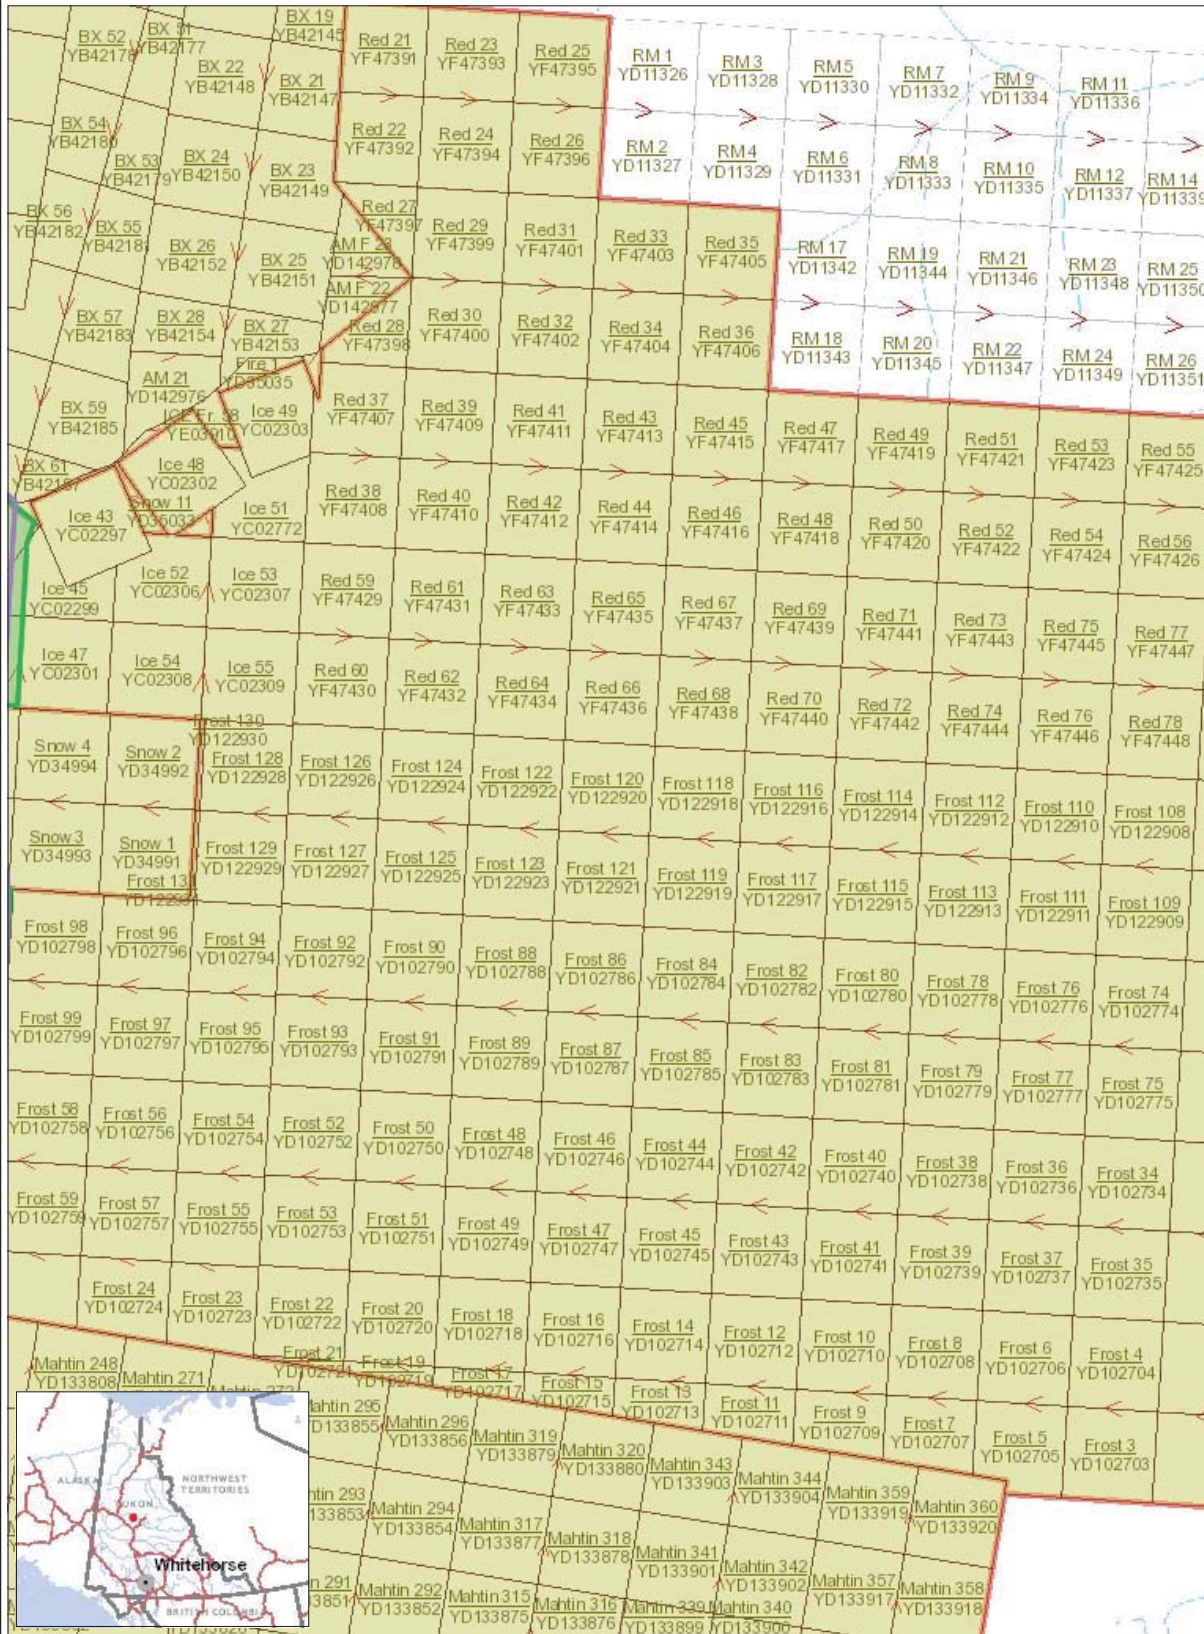 BX 52
YB42178
BX 51
YB42177
BX 22
YB42148
BX 19
YB42145
BX 21
YB42147
Red 21
YF47391
Red 23
YF47393
Red 25
YF47395
RM 1
YD11326
RM 3
YD11328
RM 5
YD11330
RM 7
YD11332
RM 9
YD11334
RM 11
YD11336
BX 54
YB42180
BX 53
YB42179
BX 24
YB42150
BX 23
YB42149
Red 22
YF47392
Red 24
YF47394
Red 26
YF47396
RM 2
YD11327
RM 4
YD11329
RM 6
YD11331
RM 8
YD11333
RM 10
YD11335
RM 12
YD11337
RM 14
YD11339
BX 56
YB42182
BX 55
BX 26
YB42152
BX 25
YB42151
Red 27
YF47397
AM F 23
YD142978
AM F 22
YD142977
Red 28
YF47398
Red 29
YF47399
Red 31
YF47401
Red 33
YF47403
Red 35
YF47405
RM 17
YD11342
RM 19
YD11344
RM 21
YD11346
RM 23
YD11348
RM 25
YD11350
BX 57
YB42183
BX 28
YB42154
BX 27
YB42153
Red 30
YF47400
Red 32
YF47402
Red 34
YF47404
Red 36
YF47406
RM 18
YD11343
RM 20
YD11345
RM 22
YD11347
RM 24
YD11349
RM 26
YD11351
BX 59
YB42185
AM 21
YD142976
Fire 1
YD35035
YE03910
Ice 49
YC02303
Red 37
YF47407
Red 39
YF47409
Red 41
YF47411
Red 43
YF47413
Red 45
YF47415
Red 47
YF47417
Red 49
YF47419
Red 51
YF47421
Red 53
YF47423
Red 55
YF47425
BX 61
Ice 48
YC02302
Snow 11
YD35033
Ice 43
YC02297
Ice 51
YC02772
Red 38
YF47408
Red 40
YF47410
Red 42
YF47412
Red 44
YF47414
Red 46
YF47416
Red 48
YF47418
Red 50
YF47420
Red 52
YF47422
Red 54
YF47424
Red 56
YF47426
Ice 45
YC02299
Ice 52
YC02306
Ice 53
YC02307
Red 59
YF47429
Red 61
YF47431
Red 63
YF47433
Red 65
YF47435
Red 67
YF47437
Red 69
YF47439
Red 71
YF47441
Red 73
YF47443
Red 75
YF47445
Red 77
YF47447
Ice 47
YC02301
Ice 54
YC02308
Ice 55
YC02309
Red 60
YF47430
Red 62
YF47432
Red 64
YF47434
Red 66
YF47436
Red 68
YF47438
Red 70
YF47440
Red 72
YF47442
Red 74
YF47444
Red 76
YF47446
Red 78
YF47448
Snow 4
YD34994
Snow 2
YD34992
Frost 130
YD122930
Frost 128
YD122928
Frost 126
YD122926
Frost 124
YD122924
Frost 122
YD122922
Frost 120
YD122920
Frost 118
YD122918
Frost 116
YD122916
Frost 114
YD122914
Frost 112
YD122912
Frost 110
YD122910
Frost 108
YD122908
Snow 3
YD34993
Snow 1
YD34991
Frost 129
YD122929
Frost 127
YD122927
Frost 125
YD122925
Frost 123
YD122923
Frost 121
YD122921
Frost 119
YD122919
Frost 117
YD122917
Frost 115
YD122915
Frost 113
YD122913
Frost 111
YD122911
Frost 109
YD122909
Frost 98
YD102798
Frost 96
YD102796
Frost 94
YD102794
Frost 92
YD102792
Frost 90
YD102790
Frost 88
YD102788
Frost 86
YD102786
Frost 84
YD102784
Frost 82
YD102782
Frost 80
YD102780
Frost 78
YD102778
Frost 76
YD102776
Frost 74
YD102774
Frost 99
YD102799
Frost 97
YD102797
Frost 95
YD102795
Frost 93
YD102793
Frost 91
YD102791
Frost 89
YD102789
Frost 87
YD102787
Frost 85
YD102785
Frost 83
YD102783
Frost 81
YD102781
Frost 79
YD102779
Frost 77
YD102777
Frost 75
YD102775
Frost 58
YD102758
Frost 56
YD102756
Frost 54
YD102754
Frost 52
YD102752
Frost 50
YD102750
Frost 48
YD102748
Frost 46
YD102746
Frost 44
YD102744
Frost 42
YD102742
Frost 40
YD102740
Frost 38
YD102738
Frost 36
YD102736
Frost 34
YD102734
Frost 59
YD102759
Frost 57
YD102757
Frost 55
YD102755
Frost 53
YD102753
Frost 51
YD102751
Frost 49
YD102749
Frost 47
YD102747
Frost 45
YD102745
Frost 43
YD102743
Frost 41
YD102741
Frost 39
YD102739
Frost 37
YD102737
Frost 35
YD102735
Frost 24
YD102724
Frost 23
YD102723
Frost 22
YD102722
Frost 20
YD102720
Frost 18
YD102718
Frost 16
YD102716
Frost 14
YD102714
Frost 12
YD102712
Frost 10
YD102710
Frost 8
YD102708
Frost 6
YD102706
Frost 4
YD102704
Frost 21
Frost 19
YD102719
Frost 17
YD102717
Frost 15
YD102715
Frost 13
YD102713
Frost 11
YD102711
Frost 9
YD102709
Frost 7
YD102707
Frost 5
YD102705
Frost 3
YD102703
Mahtin 248
YD133808
Mahtin 271
Mahtin 296
YD133856
Mahtin 319
YD133879
Mahtin 320
YD133880
Mahtin 343
YD133903
Mahtin 344
YD133904
Mahtin 359
YD133919
Mahtin 360
YD133920
Mahtin 294
YD133854
Mahtin 317
YD133877
Mahtin 318
YD133878
Mahtin 341
YD133901
Mahtin 342
YD133902
Mahtin 357
YD133917
Mahtin 358
YD133918
Mahtin 292
YD133852
Mahtin 315
YD133875
Mahtin 316
YD133876
Mahtin 339
YD133899
Mahtin 340
YD133900
ALASKA
YUKON
NORTHWEST
TERRITORIES
Whitehorse
BRITISH COLUMBIA